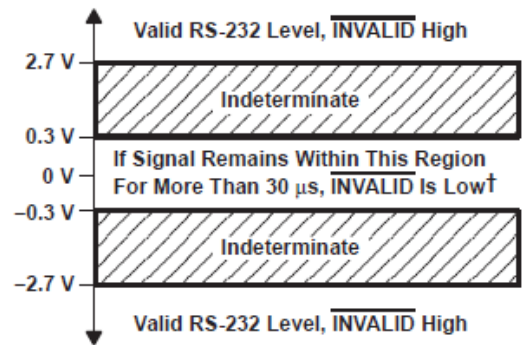 Valid RS-232 Level, INVALID High
2.7 V
Indeterminate
0.3 V
If Signal Remains Within This Region
0 V
For More Than 30 μs, INVALID Is Low†
−0.3 V
Indeterminate
−2.7 V
Valid RS-232 Level, INVALID High